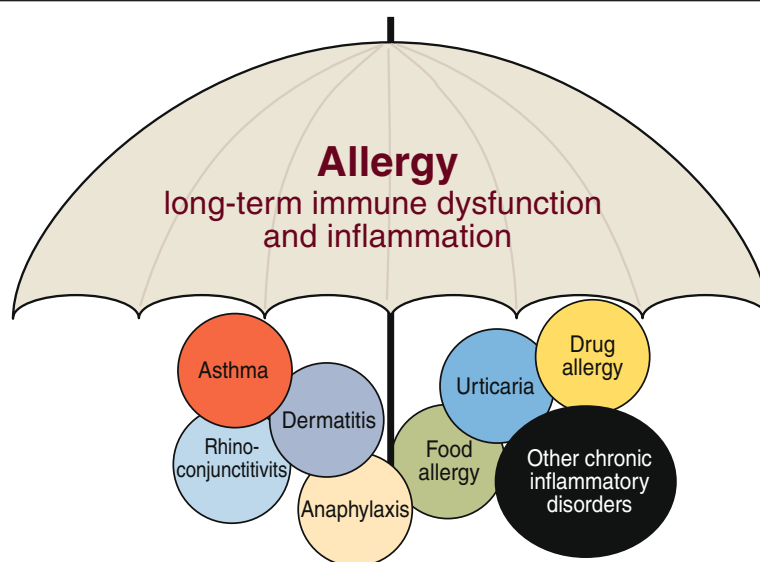 Allergy
long-term immune dysfunction
and inflammation
Asthma
Rhino-
conjunctitivits
Dermatitis
Anaphylaxis
Food
allergy
Urticaria
Drug
allergy
Other chronic
inflammatory
disorders